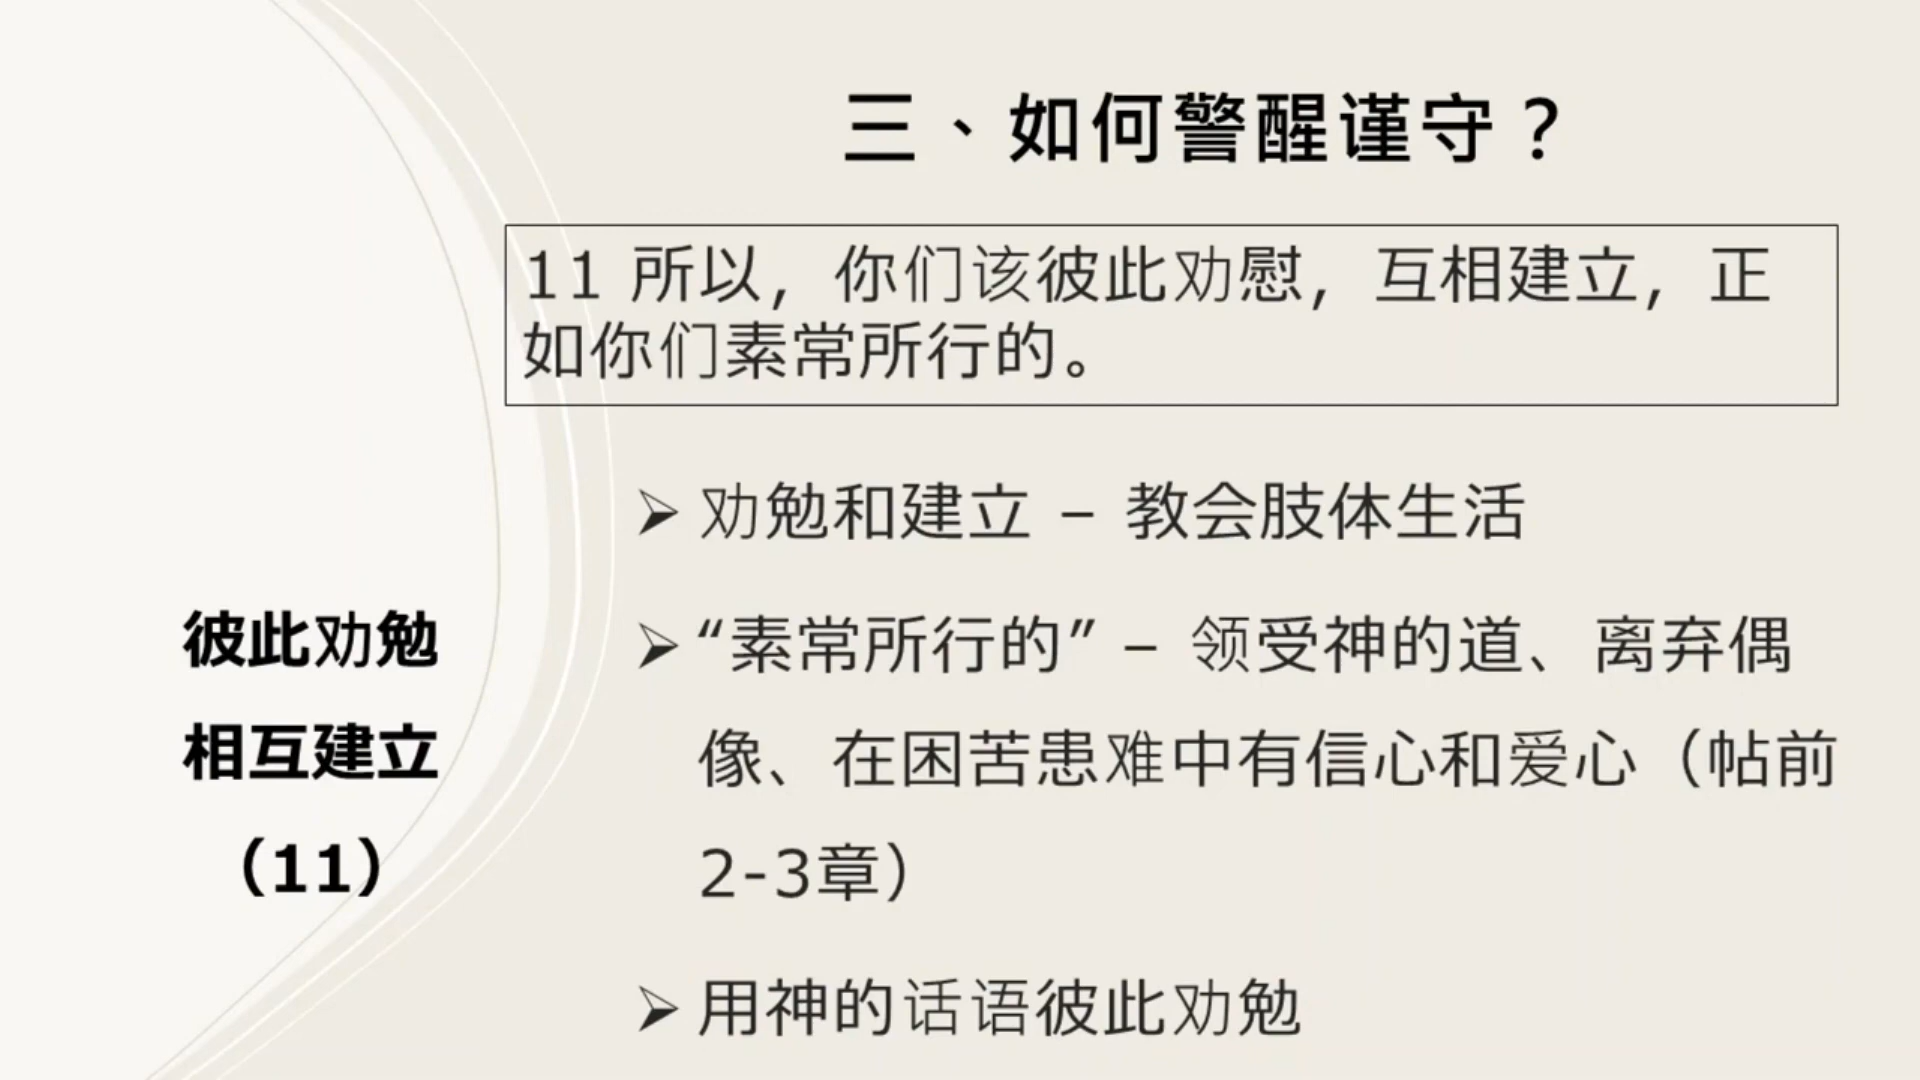 三、如何警醒谨守？
11 所以，你们该彼此劝慰，互相建立，正
如你们素常所行的。
彼此劝勉
相互建立
（11）
➢ 劝勉和建立 – 教会肢体生活
➢ “素常所行的” – 领受神的道、离弃偶
像、在困苦患难中有信心和爱心（帖前
2-3章）
➢ 用神的话语彼此劝勉